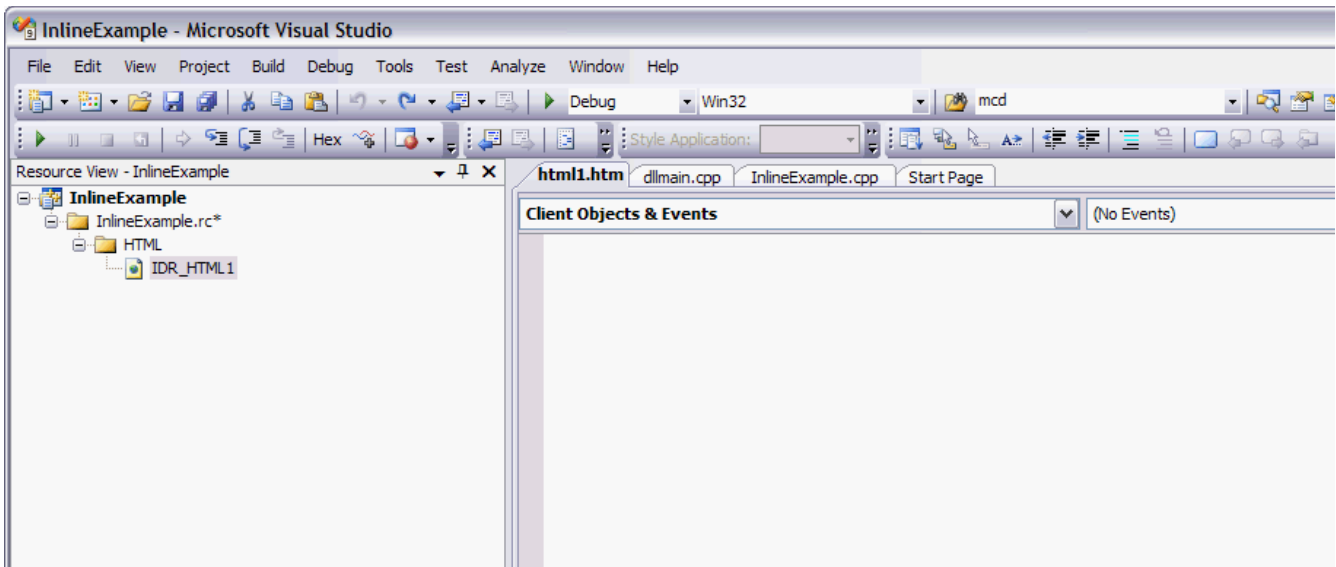 InlineExample - Microsoft Visual Studio
File Edit View Project Build Debug Tools Test Analyze Window Help
Debug Win32 mcd
Hex Style Application:
Resource View - InlineExample
html1.htm dllmain.cpp InlineExample.cpp Start Page
InlineExample
Client Objects & Events (No Events)
InlineExample.rc*
HTML
IDR_HTML1